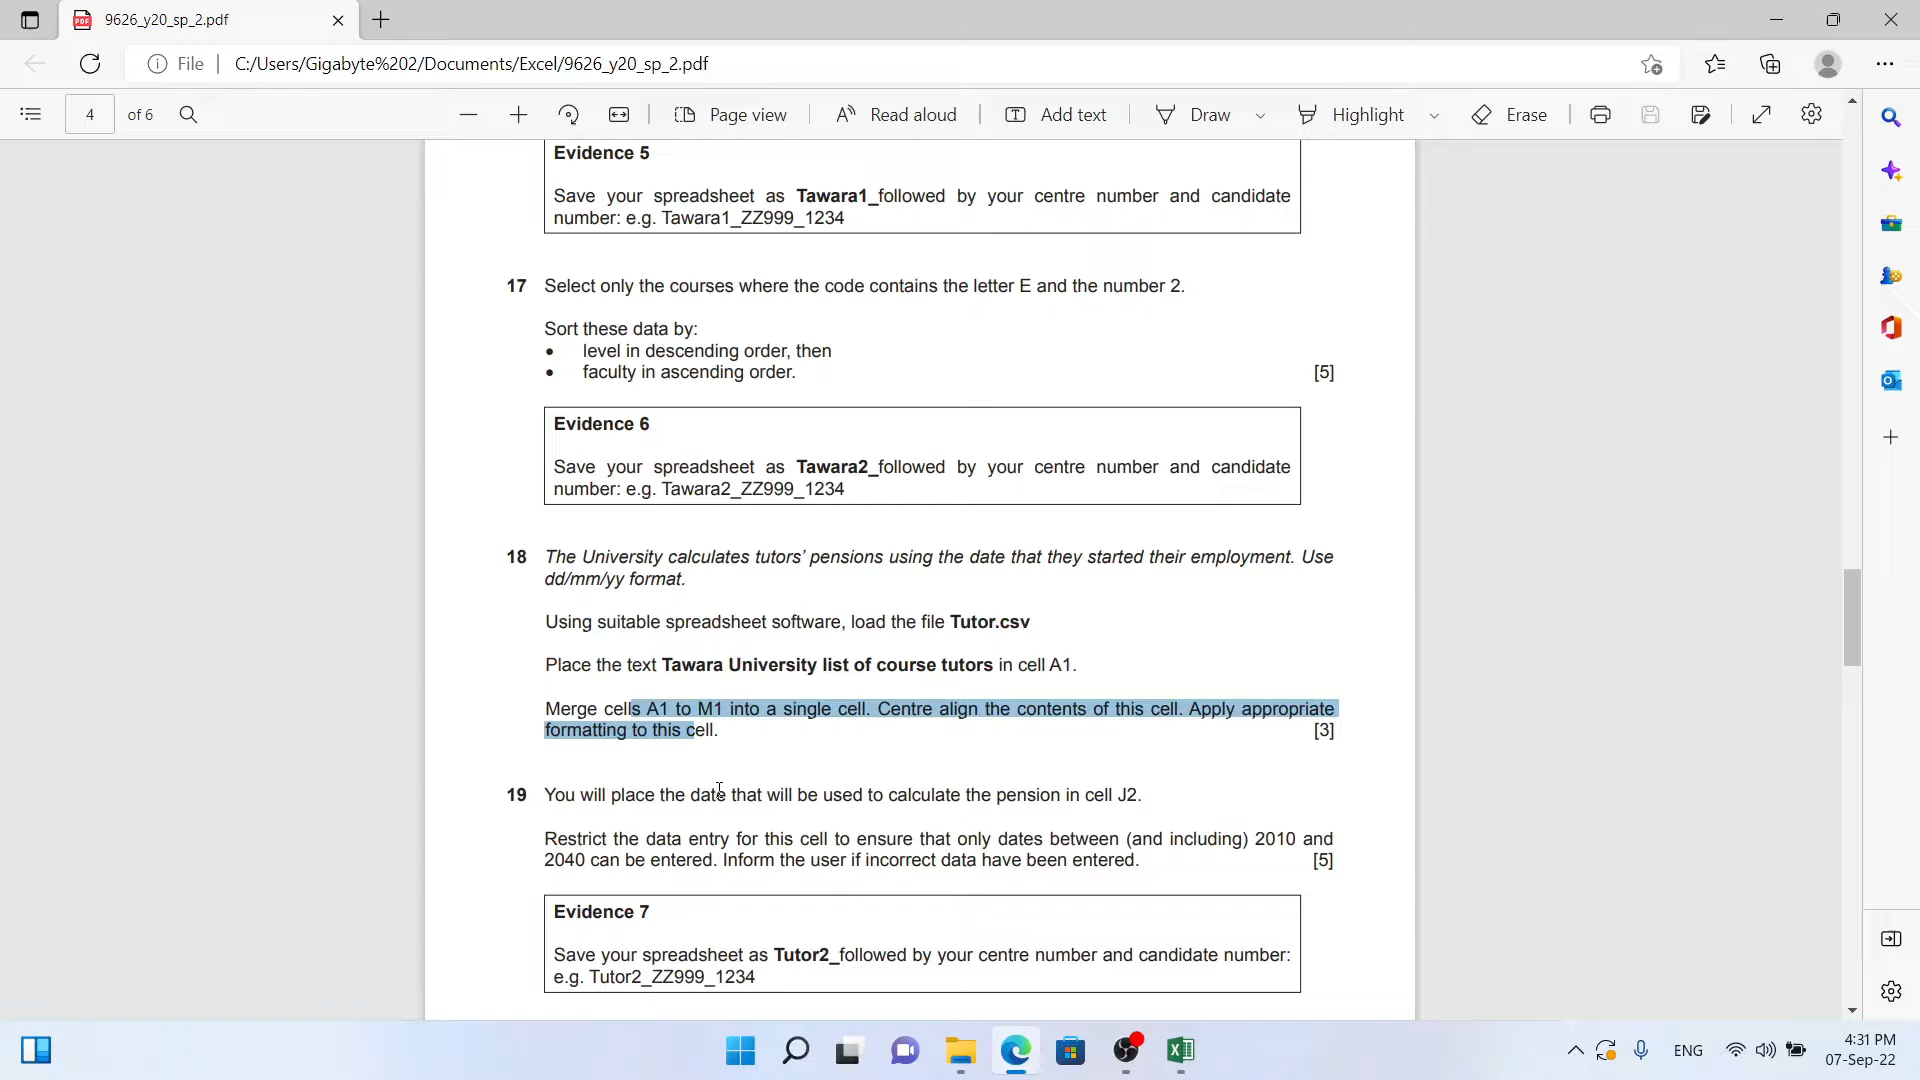 9626_y20_sp_2.pdf
File
C:/Users/Gigabyte%202/Documents/Excel/9626_y20_sp_2.pdf
4
of 6
Page view
Read aloud
Add text
Draw
Highlight
Erase
Evidence 5
Save your spreadsheet as Tawara1_followed by your centre number and candidate
number: e.g. Tawara1_ZZ999_1234
17 Select only the courses where the code contains the letter E and the number 2.
Sort these data by:
• level in descending order, then
• faculty in ascending order. [5]
Evidence 6
Save your spreadsheet as Tawara2_followed by your centre number and candidate
number: e.g. Tawara2_ZZ999_1234
18 The University calculates tutors’ pensions using the date that they started their employment. Use
dd/mm/yy format.
Using suitable spreadsheet software, load the file Tutor.csv
Place the text Tawara University list of course tutors in cell A1.
Merge cells A1 to M1 into a single cell. Centre align the contents of this cell. Apply appropriate
formatting to this cell. [3]
19 You will place the date that will be used to calculate the pension in cell J2.
Restrict the data entry for this cell to ensure that only dates between (and including) 2010 and
2040 can be entered. Inform the user if incorrect data have been entered. [5]
Evidence 7
Save your spreadsheet as Tutor2_followed by your centre number and candidate number:
e.g. Tutor2_ZZ999_1234
ENG
4:31 PM
07-Sep-22